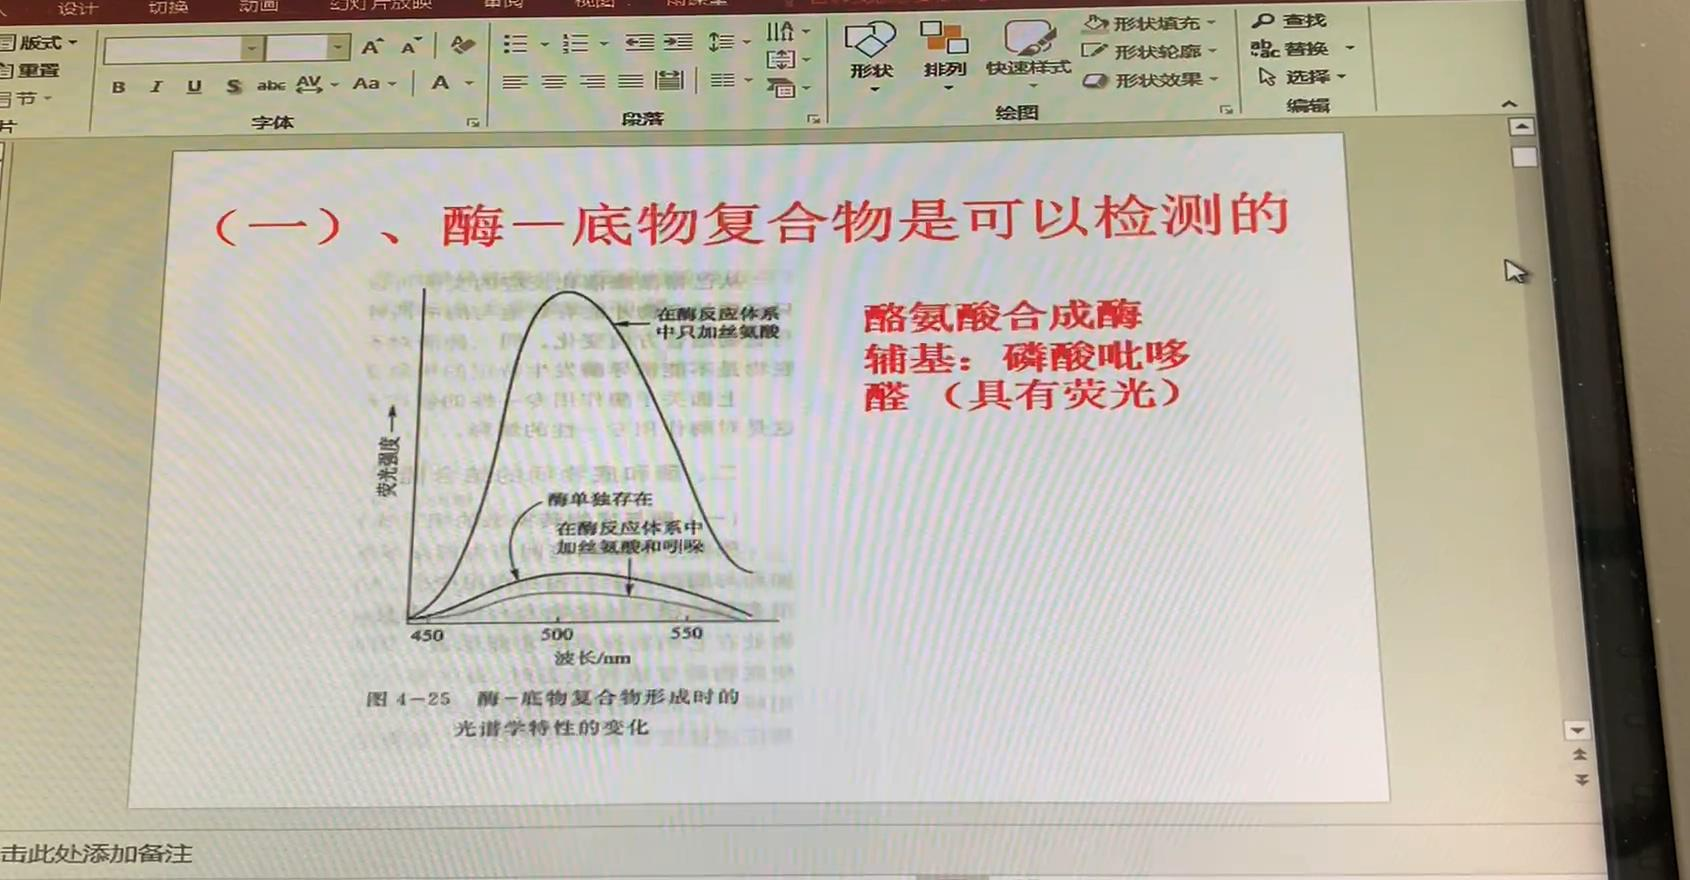 设计 切换 动画 幻灯片放映 审阅 视图
版式
重置
节
片
B I U S abc AV Aa A
字体
段落
形状
排列
快速样式
形状填充
形状轮廓
形状效果
绘图
查找
替换
选择
编辑
（一）、酶－底物复合物是可以检测的
在酶反应体系
中只加丝氨酸
荧光强度
酶单独存在
在酶反应体系中
加丝氨酸和吲哚
450 500 550
波长/nm
图 4－25 酶－底物复合物形成时的
光谱学特性的变化
酪氨酸合成酶
辅基：磷酸吡哆
醛（具有荧光）
击此处添加备注